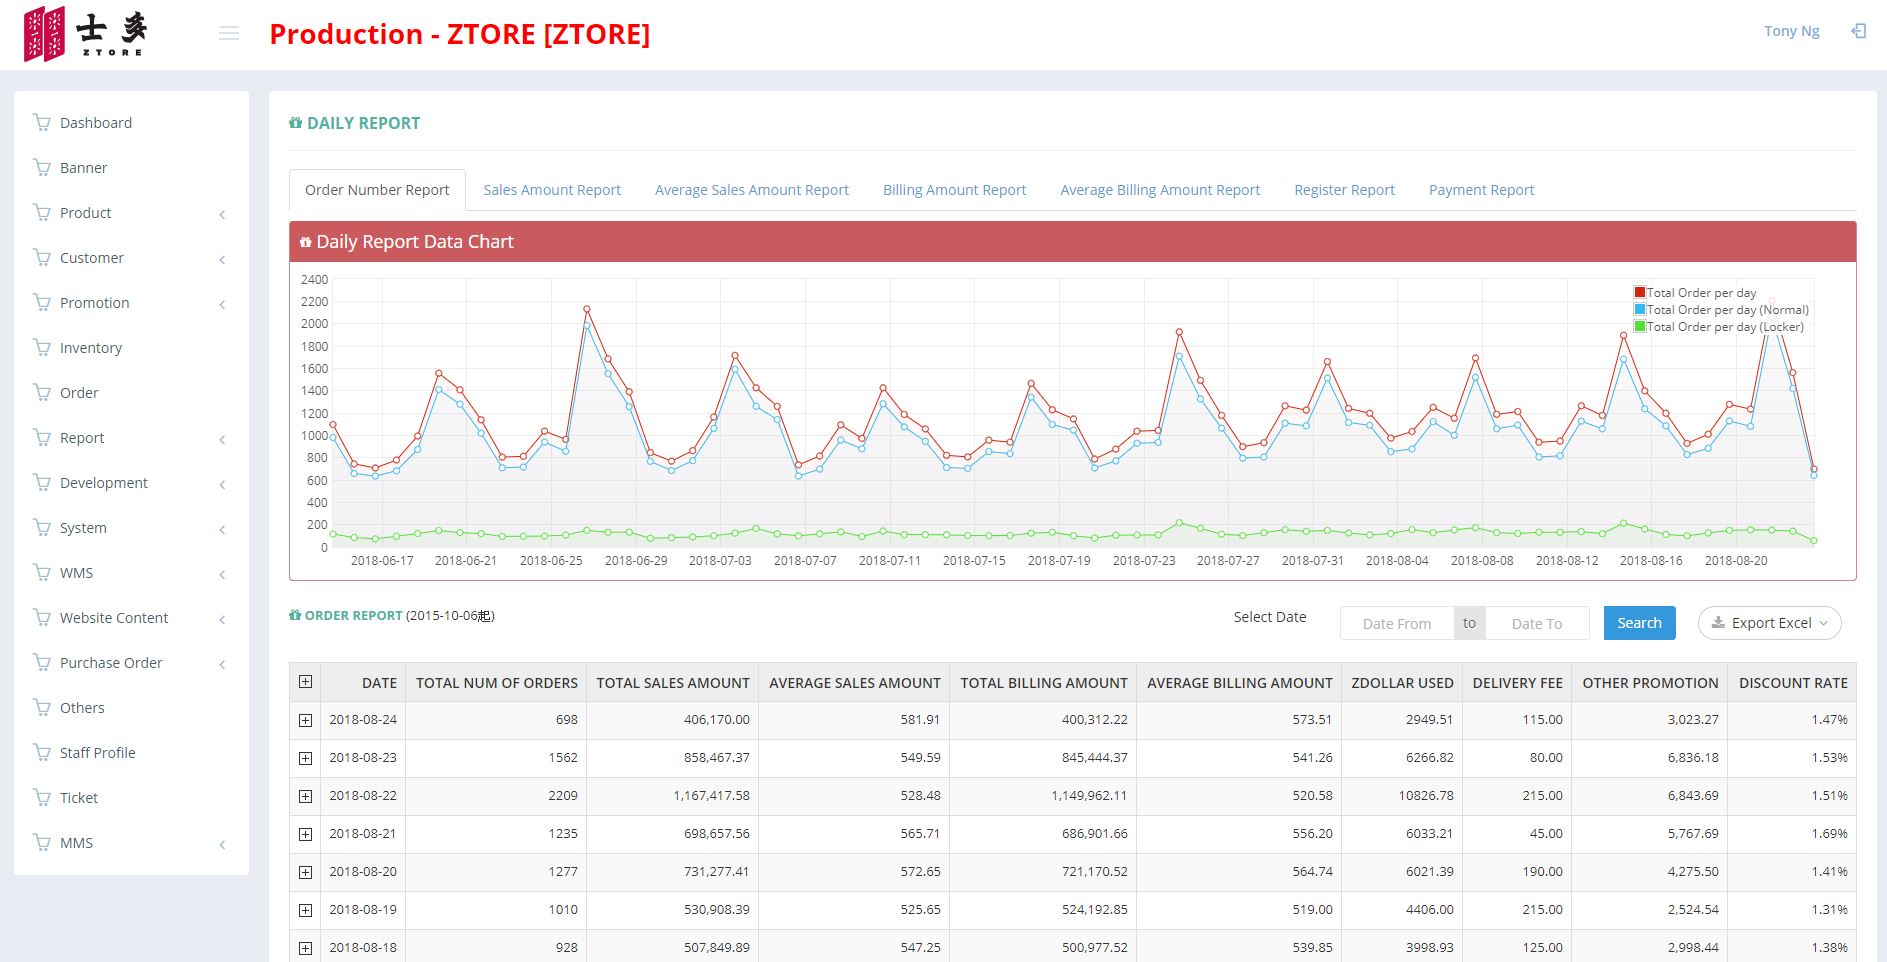 士多
ZTORE
Production - ZTORE [ZTORE]
Tony Ng
Dashboard
Banner
Product
Customer
Promotion
Inventory
Order
Report
Development
System
WMS
Website Content
Purchase Order
Others
Staff Profile
Ticket
MMS
DAILY REPORT
Order Number Report Sales Amount Report Average Sales Amount Report Billing Amount Report Average Billing Amount Report Register Report Payment Report
Daily Report Data Chart
2400
2200
2000
1800
1600
1400
1200
1000
800
600
400
200
0
Total Order per day
Total Order per day (Normal)
Total Order per day (Locker)
2018-06-17 2018-06-21 2018-06-25 2018-06-29 2018-07-03 2018-07-07 2018-07-11 2018-07-15 2018-07-19 2018-07-23 2018-07-27 2018-07-31 2018-08-04 2018-08-08 2018-08-12 2018-08-16 2018-08-20
ORDER REPORT (2015-10-06起)
Select Date Date From to Date To Search Export Excel
DATE TOTAL NUM OF ORDERS TOTAL SALES AMOUNT AVERAGE SALES AMOUNT TOTAL BILLING AMOUNT AVERAGE BILLING AMOUNT ZDOLLAR USED DELIVERY FEE OTHER PROMOTION DISCOUNT RATE
2018-08-24 698 406,170.00 581.91 400,312.22 573.51 2949.51 115.00 3,023.27 1.47%
2018-08-23 1562 858,467.37 549.59 845,444.37 541.26 6266.82 80.00 6,836.18 1.53%
2018-08-22 2209 1,167,417.58 528.48 1,149,962.11 520.58 10826.78 215.00 6,843.69 1.51%
2018-08-21 1235 698,657.56 565.71 686,901.66 556.20 6033.21 45.00 5,767.69 1.69%
2018-08-20 1277 731,277.41 572.65 721,170.52 564.74 6021.39 190.00 4,275.50 1.41%
2018-08-19 1010 530,908.39 525.65 524,192.85 519.00 4406.00 215.00 2,524.54 1.31%
2018-08-18 928 507,849.89 547.25 500,977.52 539.85 3998.93 125.00 2,998.44 1.38%